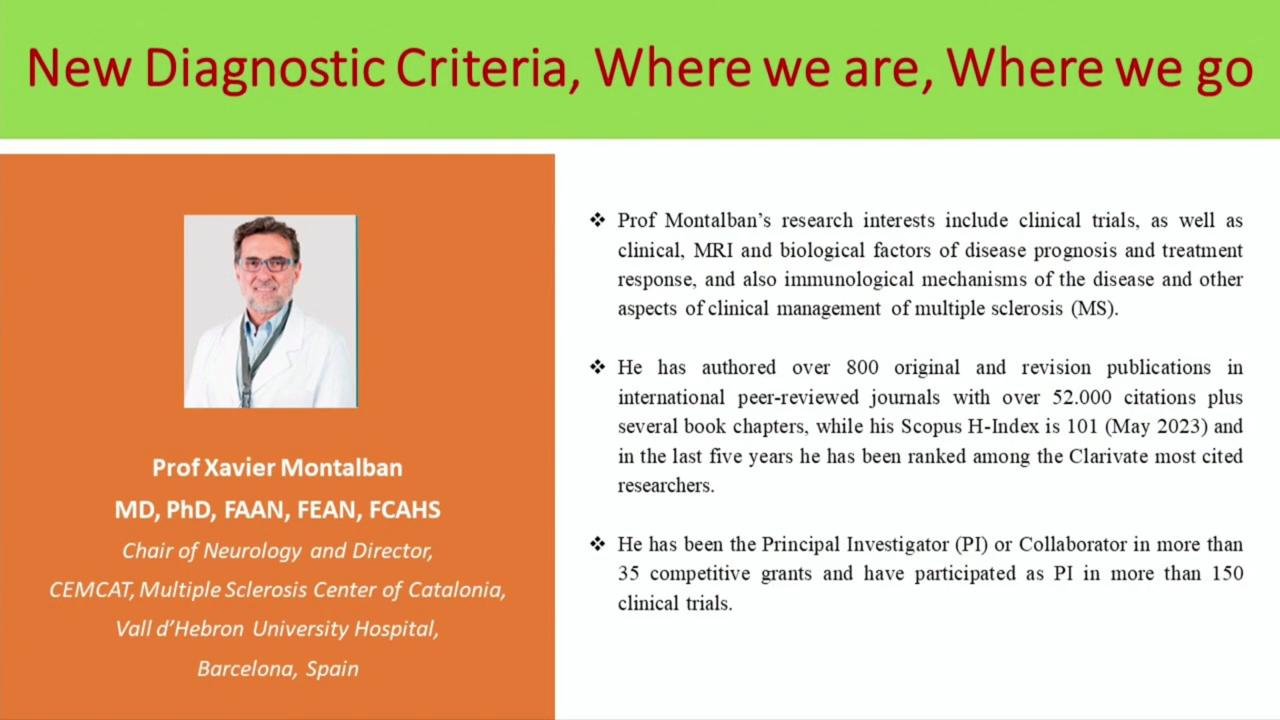 New Diagnostic Criteria, Where we are, Where we go
Prof Xavier Montalban
MD, PhD, FAAN, FEAN, FCAHS
Chair of Neurology and Director,
CEMCAT, Multiple Sclerosis Center of Catalonia,
Vall d’Hebron University Hospital,
Barcelona, Spain
❖ Prof Montalban’s research interests include clinical trials, as well as
clinical, MRI and biological factors of disease prognosis and treatment
response, and also immunological mechanisms of the disease and other
aspects of clinical management of multiple sclerosis (MS).
❖ He has authored over 800 original and revision publications in
international peer-reviewed journals with over 52.000 citations plus
several book chapters, while his Scopus H-Index is 101 (May 2023) and
in the last five years he has been ranked among the Clarivate most cited
researchers.
❖ He has been the Principal Investigator (PI) or Collaborator in more than
35 competitive grants and have participated as PI in more than 150
clinical trials.